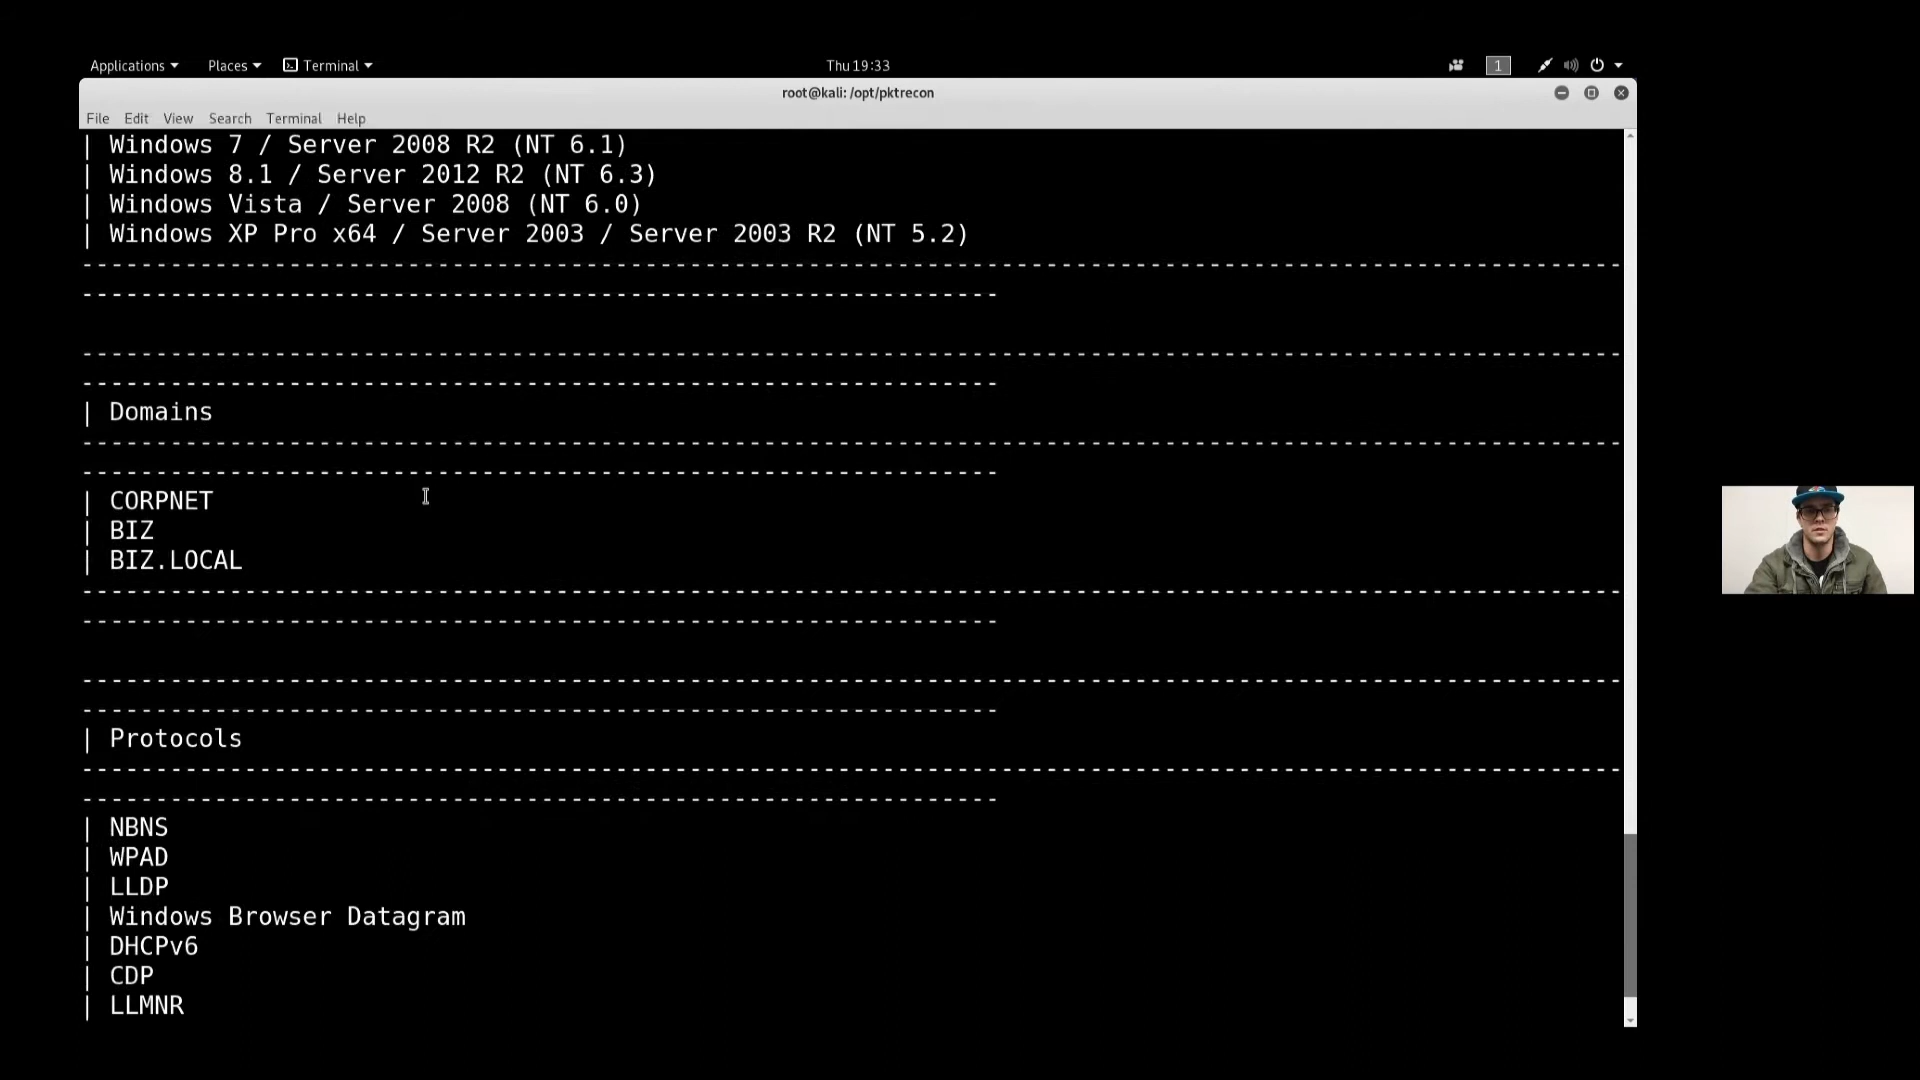 Applications Places Terminal Thu 19:33 1
root@kali: /opt/pktrecon
File Edit View Search Terminal Help
| Windows 7 / Server 2008 R2 (NT 6.1)
| Windows 8.1 / Server 2012 R2 (NT 6.3)
| Windows Vista / Server 2008 (NT 6.0)
| Windows XP Pro x64 / Server 2003 / Server 2003 R2 (NT 5.2)
| Domains
| CORPNET
| BIZ
| BIZ.LOCAL
| Protocols
| NBNS
| WPAD
| LLDP
| Windows Browser Datagram
| DHCPv6
| CDP
| LLMNR